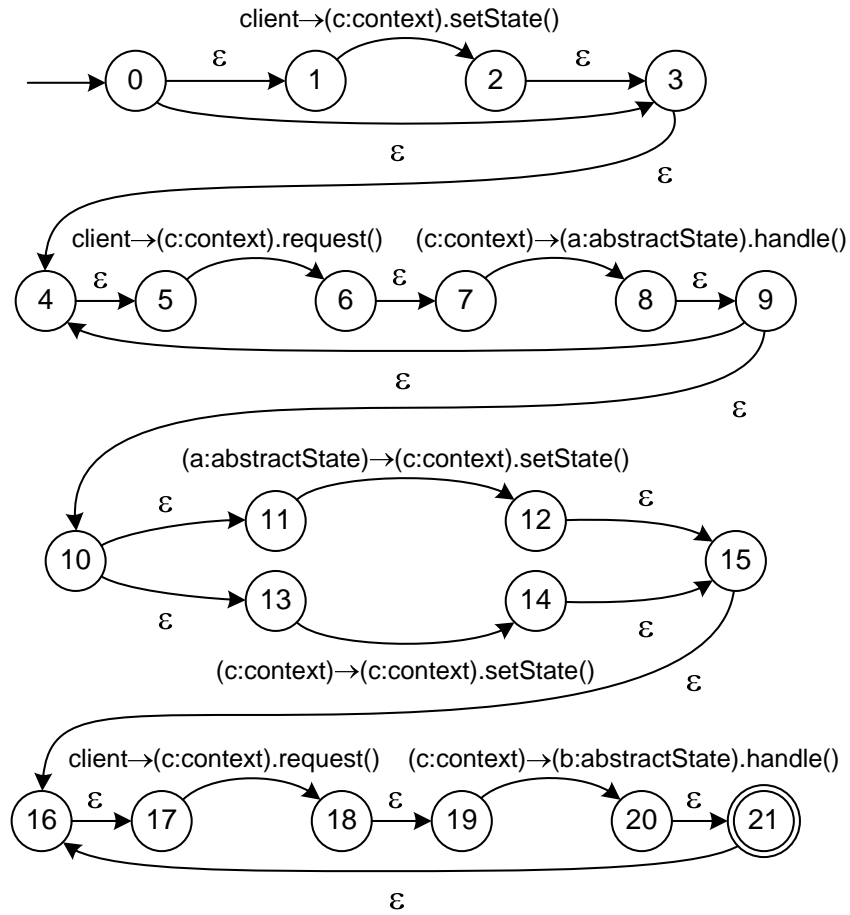 client→(c:context).setState()
ε ε
0 1 2 3
ε
ε
client→(c:context).request() (c:context)→(a:abstractState).handle()
ε ε ε
4 5 6 7 8 9
ε
ε
(a:abstractState)→(c:context).setState()
ε ε
11 12
10 15
13 14
ε ε
(c:context)→(c:context).setState()
ε
client→(c:context).request() (c:context)→(b:abstractState).handle()
ε ε ε
16 17 18 19 20 21
ε